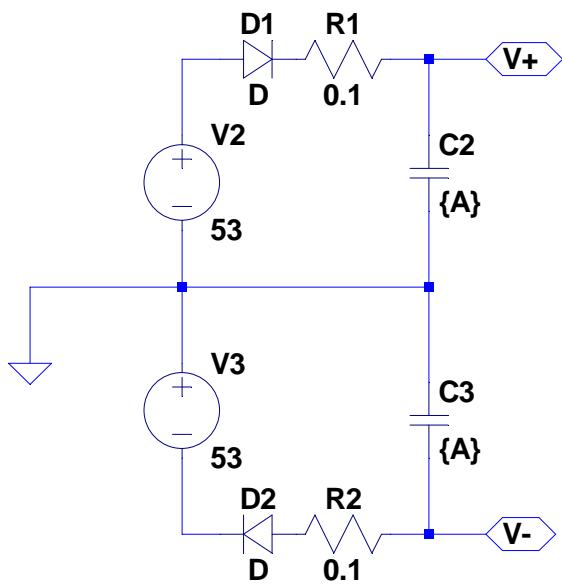 D1 R1 V+
D 0.1
V2 C2
+
{A}
−
53
V3 C3
+
{A}
−
53
D2 R2 V-
D 0.1